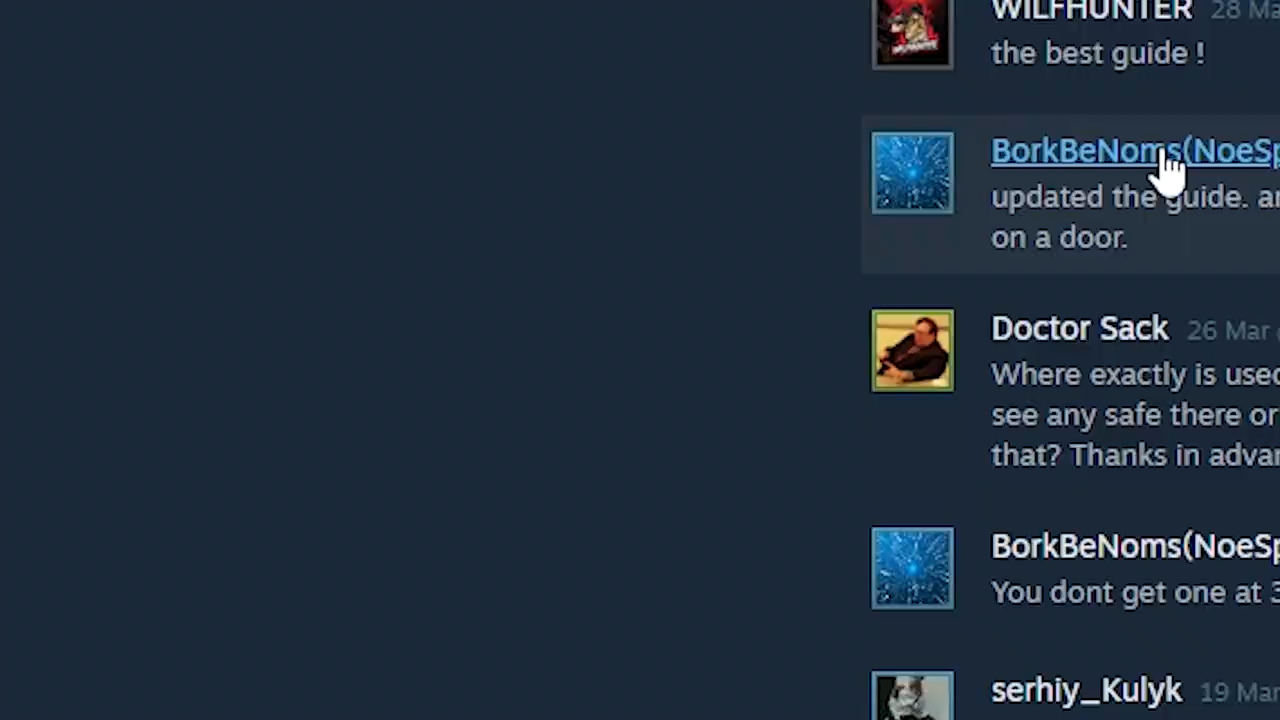 WILFHUNTER 28 Ma
the best guide !
BorkBeNoms(NoeSp
updated the guide. an
on a door.
Doctor Sack 26 Mar
Where exactly is used
see any safe there or
that? Thanks in advan
BorkBeNoms(NoeSp
You dont get one at 3
serhiy_Kulyk 19 Mar